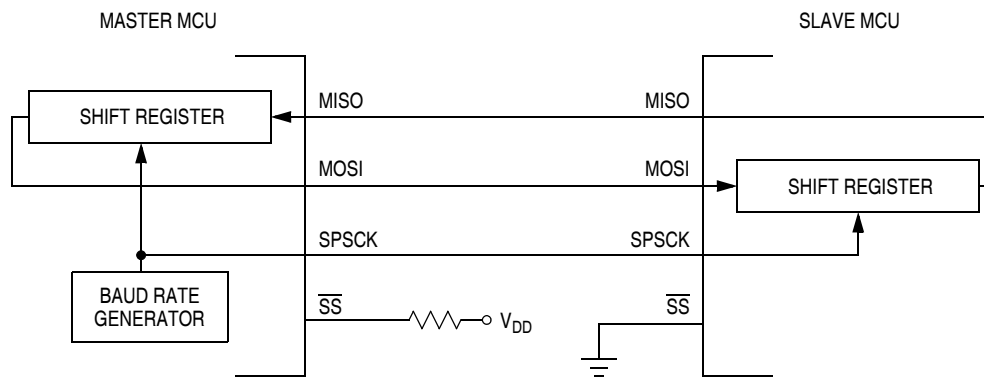 MASTER MCU
SLAVE MCU
SHIFT REGISTER
MISO
MISO
MOSI
MOSI
SHIFT REGISTER
SPSCK
SPSCK
BAUD RATE
GENERATOR
SS
VDD
SS